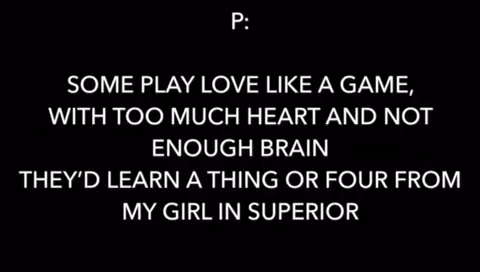 P:
SOME PLAY LOVE LIKE A GAME,
WITH TOO MUCH HEART AND NOT
ENOUGH BRAIN
THEY’D LEARN A THING OR FOUR FROM
MY GIRL IN SUPERIOR